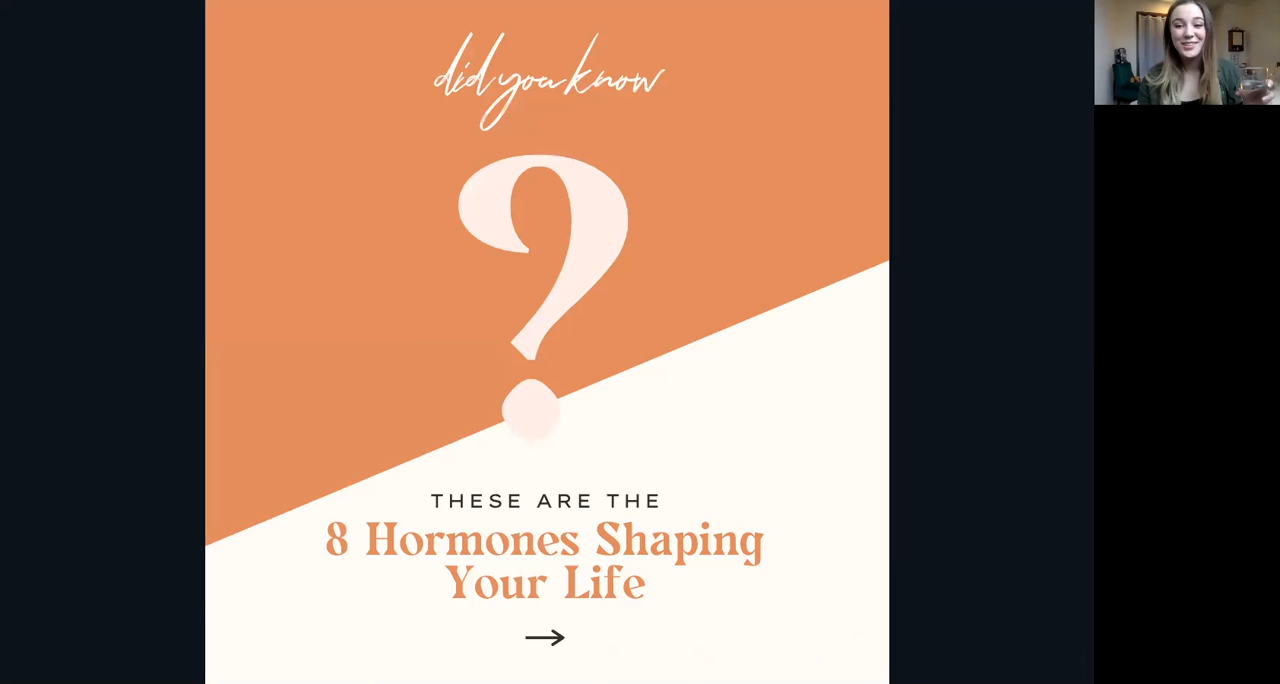 did you know
?
THESE ARE THE
8 Hormones Shaping
Your Life